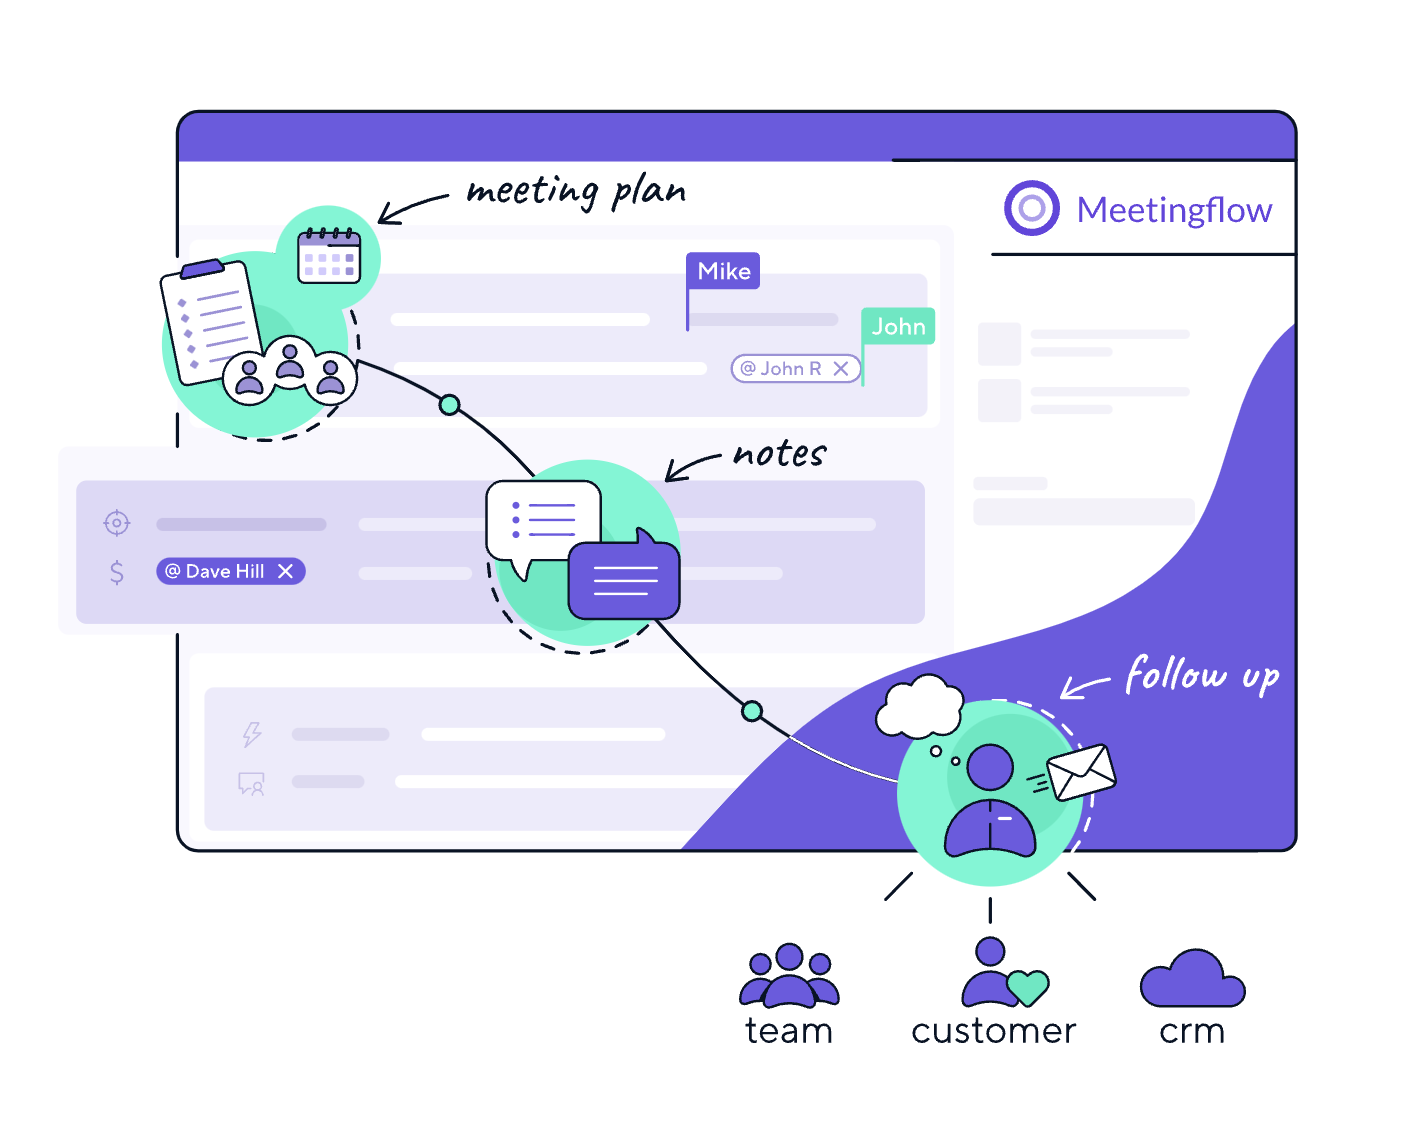 meeting plan
Meetingflow
Mike
John
@ John R
notes
@ Dave Hill
$
follow up
team
customer
crm